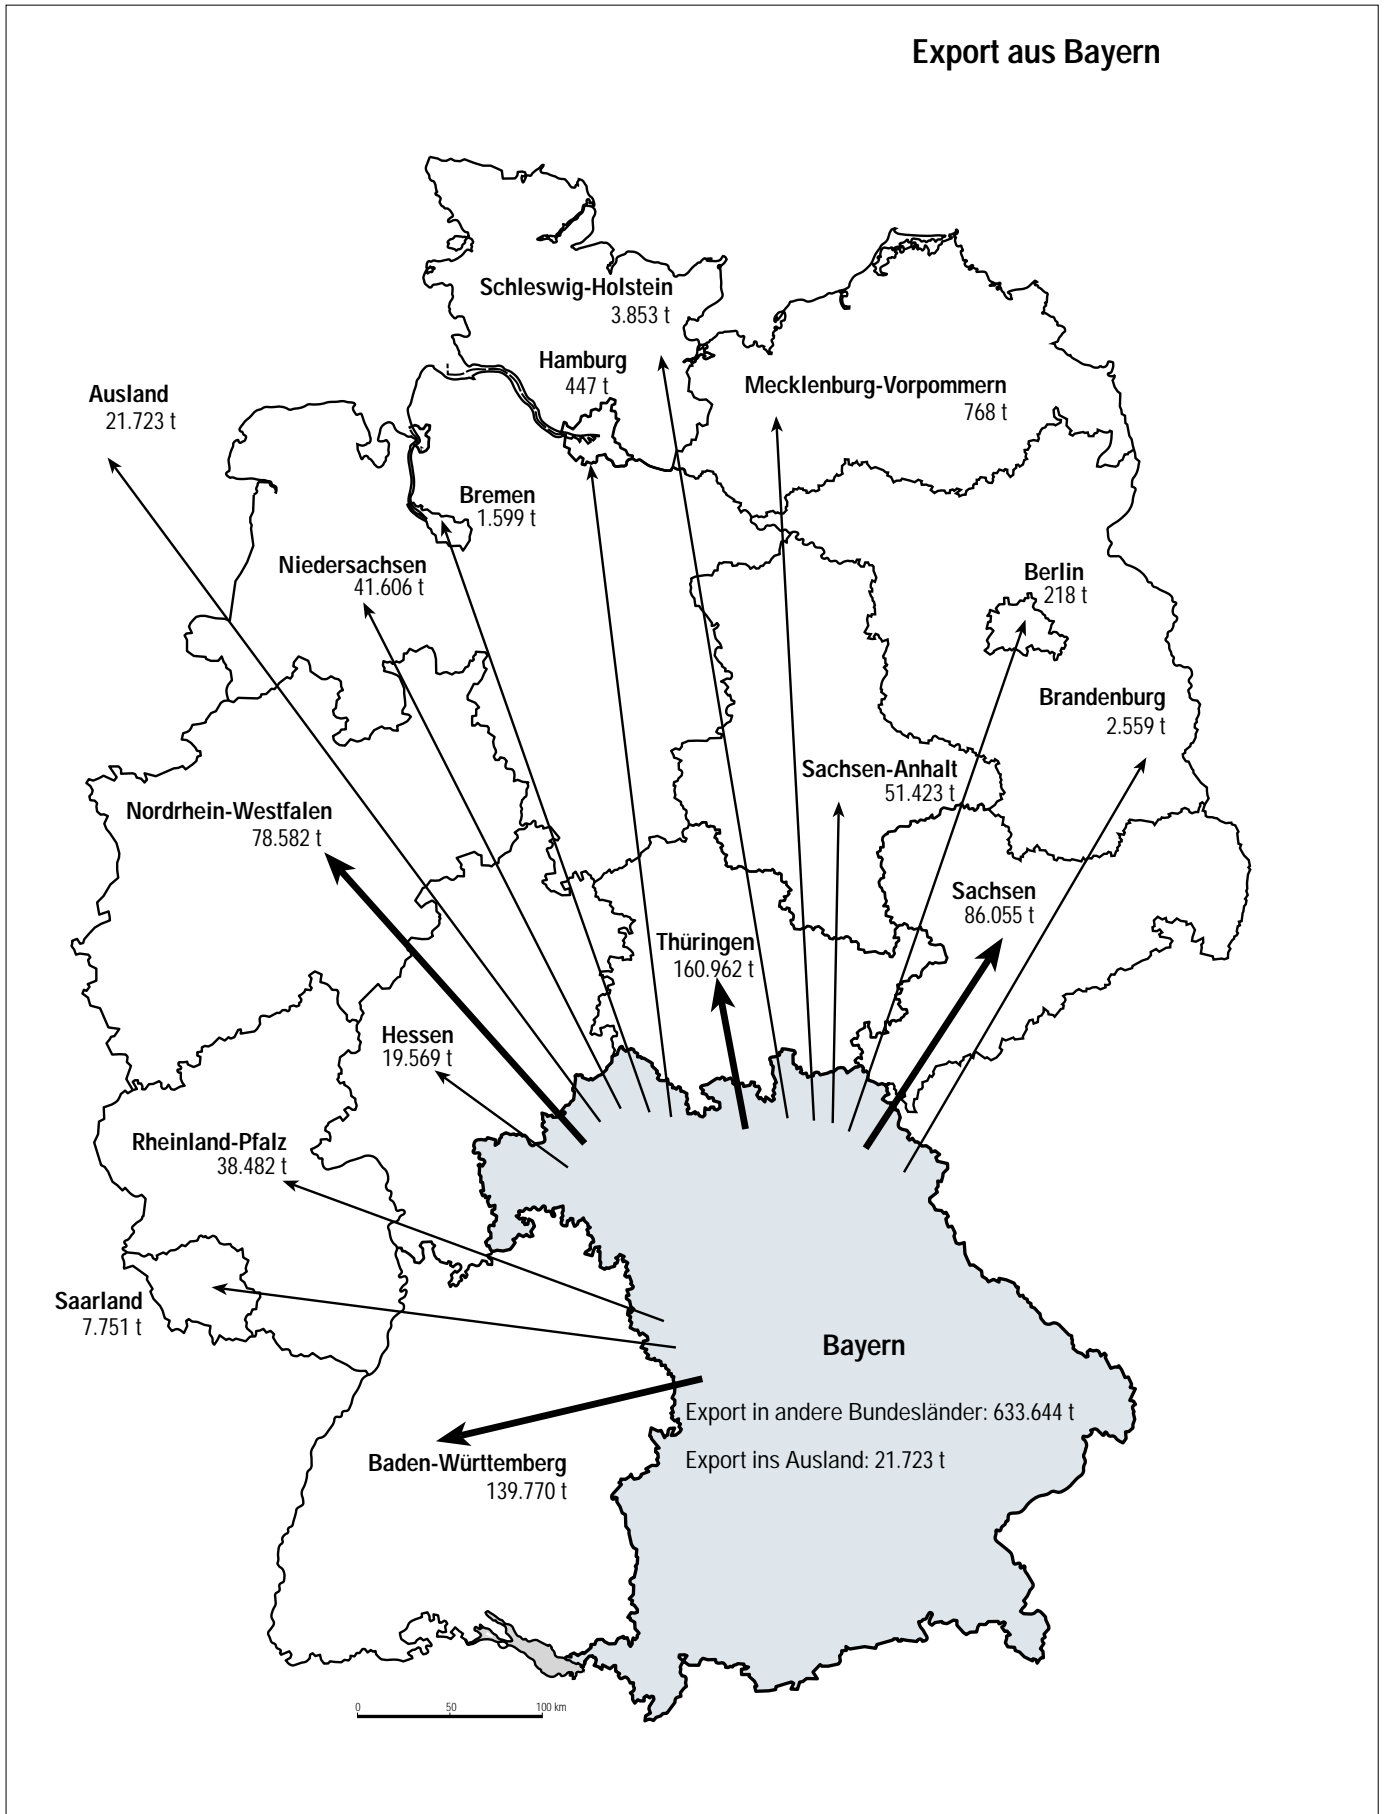 Export aus Bayern
Schleswig-Holstein
3.853 t
Hamburg
447 t
Mecklenburg-Vorpommern
768 t
Ausland
21.723 t
Bremen
1.599 t
Niedersachsen
41.606 t
Berlin
218 t
Brandenburg
2.559 t
Sachsen-Anhalt
51.423 t
Nordrhein-Westfalen
78.582 t
Sachsen
86.055 t
Thüringen
160.962 t
Hessen
19.569 t
Rheinland-Pfalz
38.482 t
Saarland
7.751 t
Bayern
Export in andere Bundesländer: 633.644 t
Export ins Ausland: 21.723 t
Baden-Württemberg
139.770 t
0 50 100 km